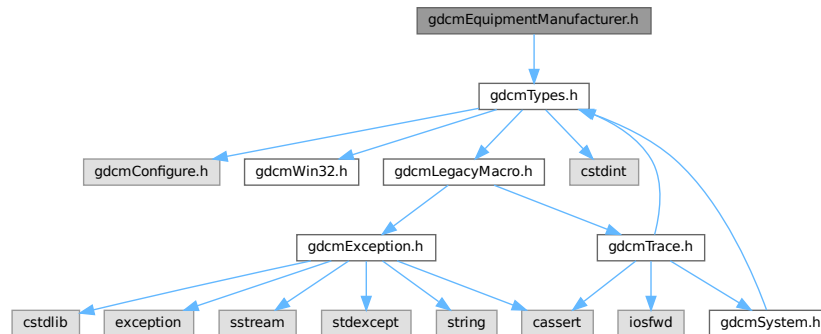 gdcmEquipmentManufacturer.h
gdcmTypes.h
gdcmConfigure.h
gdcmWin32.h
gdcmLegacyMacro.h
cstdint
gdcmException.h
gdcmTrace.h
cstdlib
exception
sstream
stdexcept
string
cassert
iosfwd
gdcmSystem.h